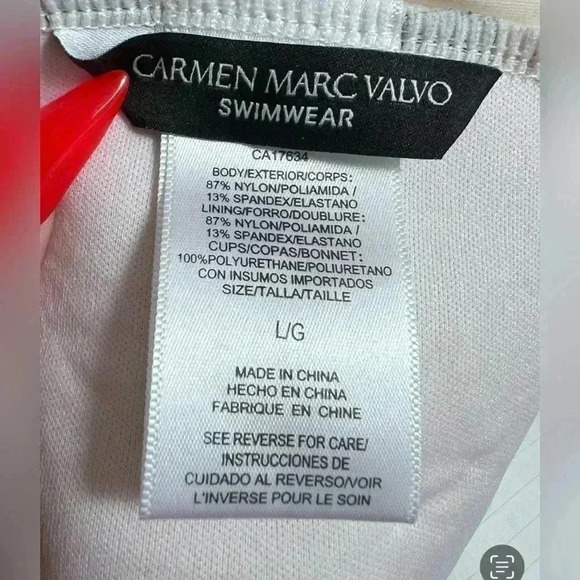 CARMEN MARC VALVO
SWIMWEAR
CA17634
BODY/EXTERIOR/CORPS:
87% NYLON/POLIAMIDA /
13% SPANDEX/ELASTANO
LINING/FORRO/DOUBLURE:
87% NYLON/POLIAMIDA /
13% SPANDEX/ELASTANO
CUPS/COPAS/BONNET:
100%POLYURETHANE/POLIURETANO
CON INSUMOS IMPORTADOS
SIZE/TALLA/TAILLE
L/G
MADE IN CHINA
HECHO EN CHINA
FABRIQUE EN CHINE
SEE REVERSE FOR CARE/
INSTRUCCIONES DE
CUIDADO AL REVERSO/VOIR
L'INVERSE POUR LE SOIN